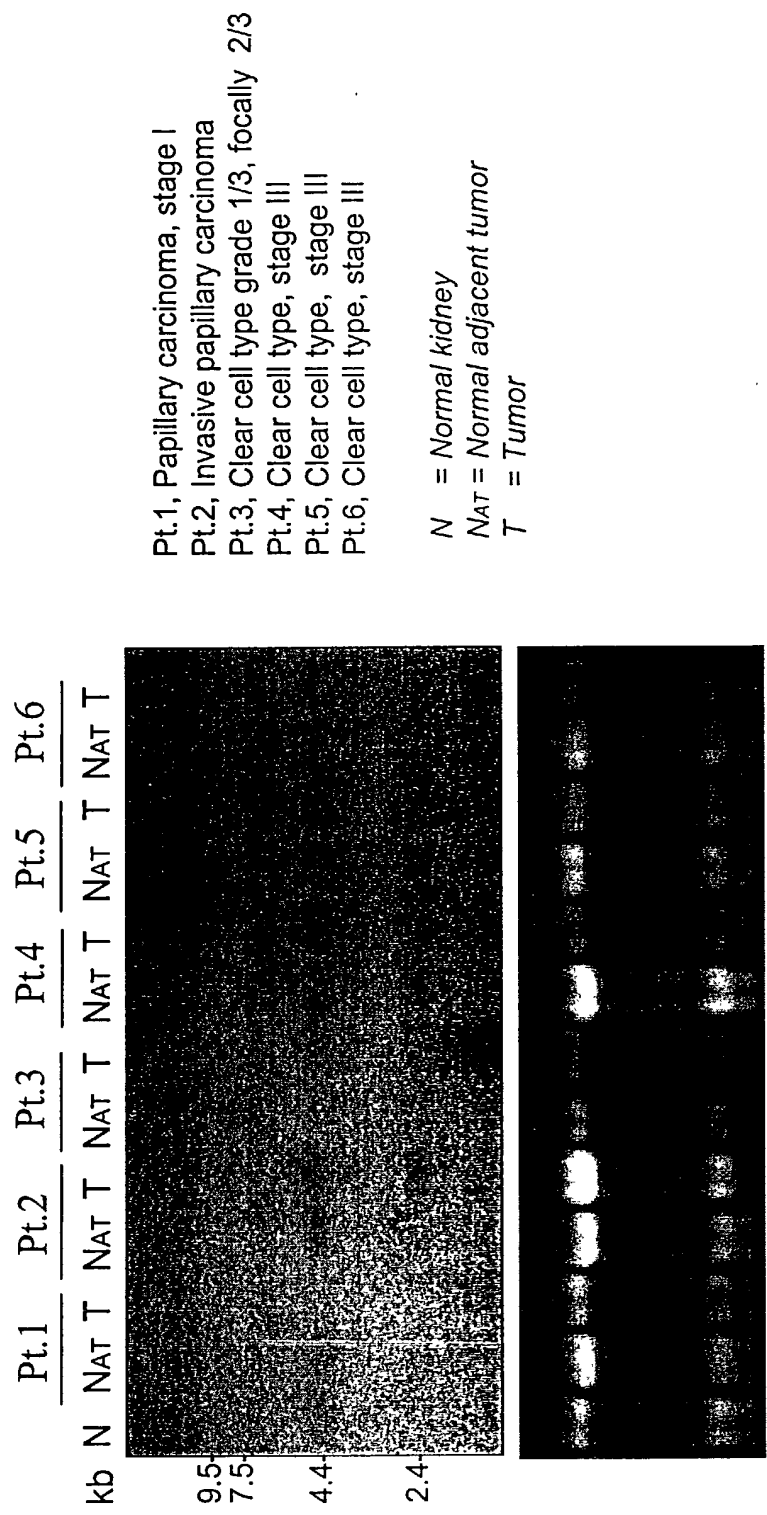 Pt.1 Pt.2 Pt.3 Pt.4 Pt.5 Pt.6
kb N NAT T NAT T NAT T NAT T NAT T NAT T
9.5
7.5
4.4
2.4
Pt.1, Papillary carcinoma, stage I
Pt.2, Invasive papillary carcinoma
Pt.3, Clear cell type grade 1/3, focally 2/3
Pt.4, Clear cell type, stage III
Pt.5, Clear cell type, stage III
Pt.6, Clear cell type, stage III
N = Normal kidney
NAT = Normal adjacent tumor
T = Tumor